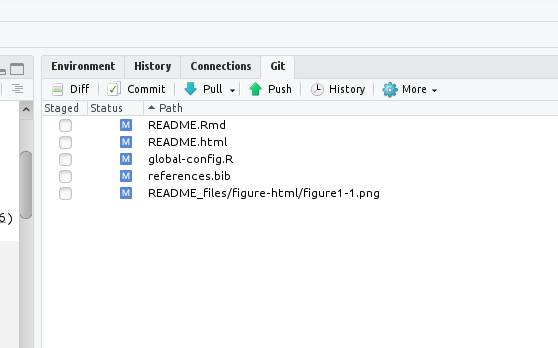 Environment History Connections Git
Diff Commit Pull Push History More
Staged Status Path
M README.Rmd
M README.html
M global-config.R
M references.bib
M README_files/figure-html/figure1-1.png
6)